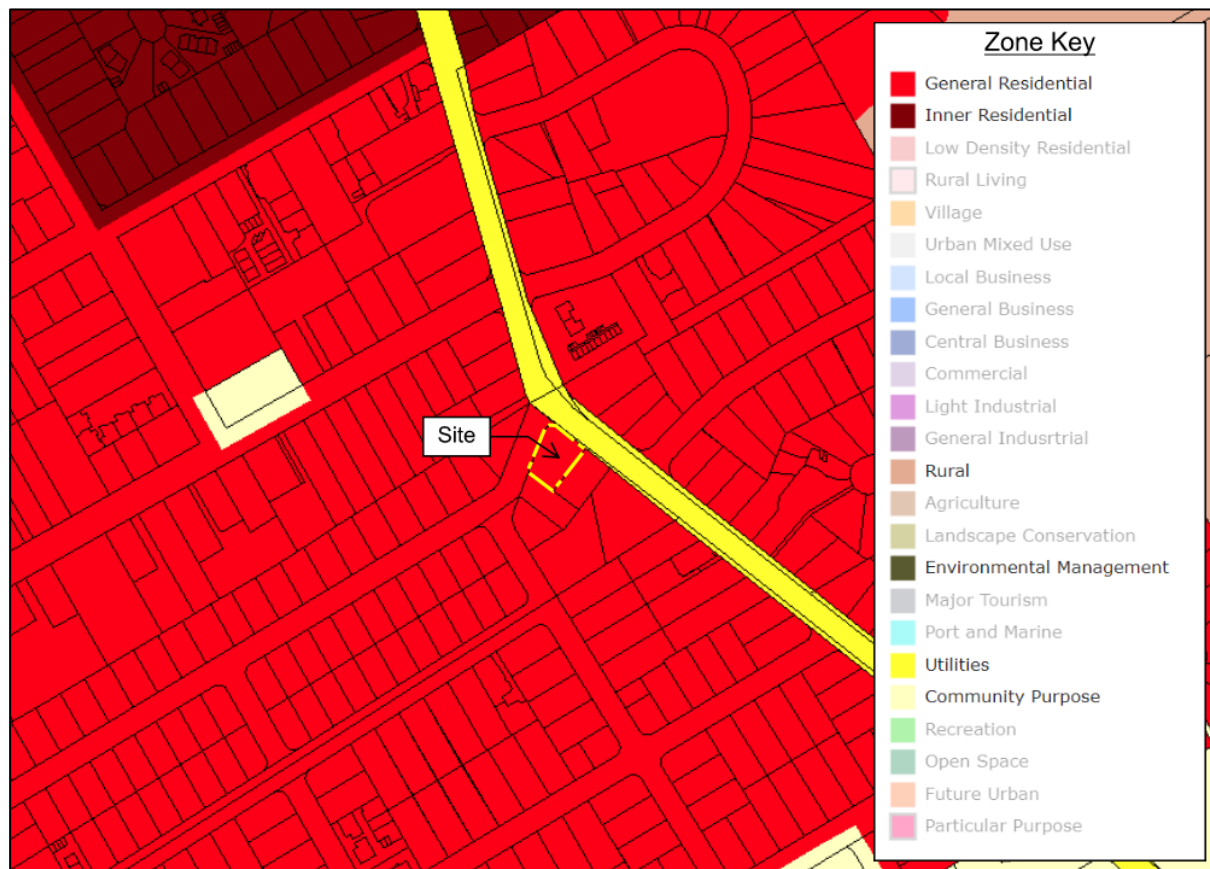 Zone Key
General Residential
Inner Residential
Low Density Residential
Rural Living
Village
Urban Mixed Use
Local Business
General Business
Central Business
Commercial
Light Industrial
General Indusrtrial
Rural
Agriculture
Landscape Conservation
Environmental Management
Major Tourism
Port and Marine
Utilities
Community Purpose
Recreation
Open Space
Future Urban
Particular Purpose
Site